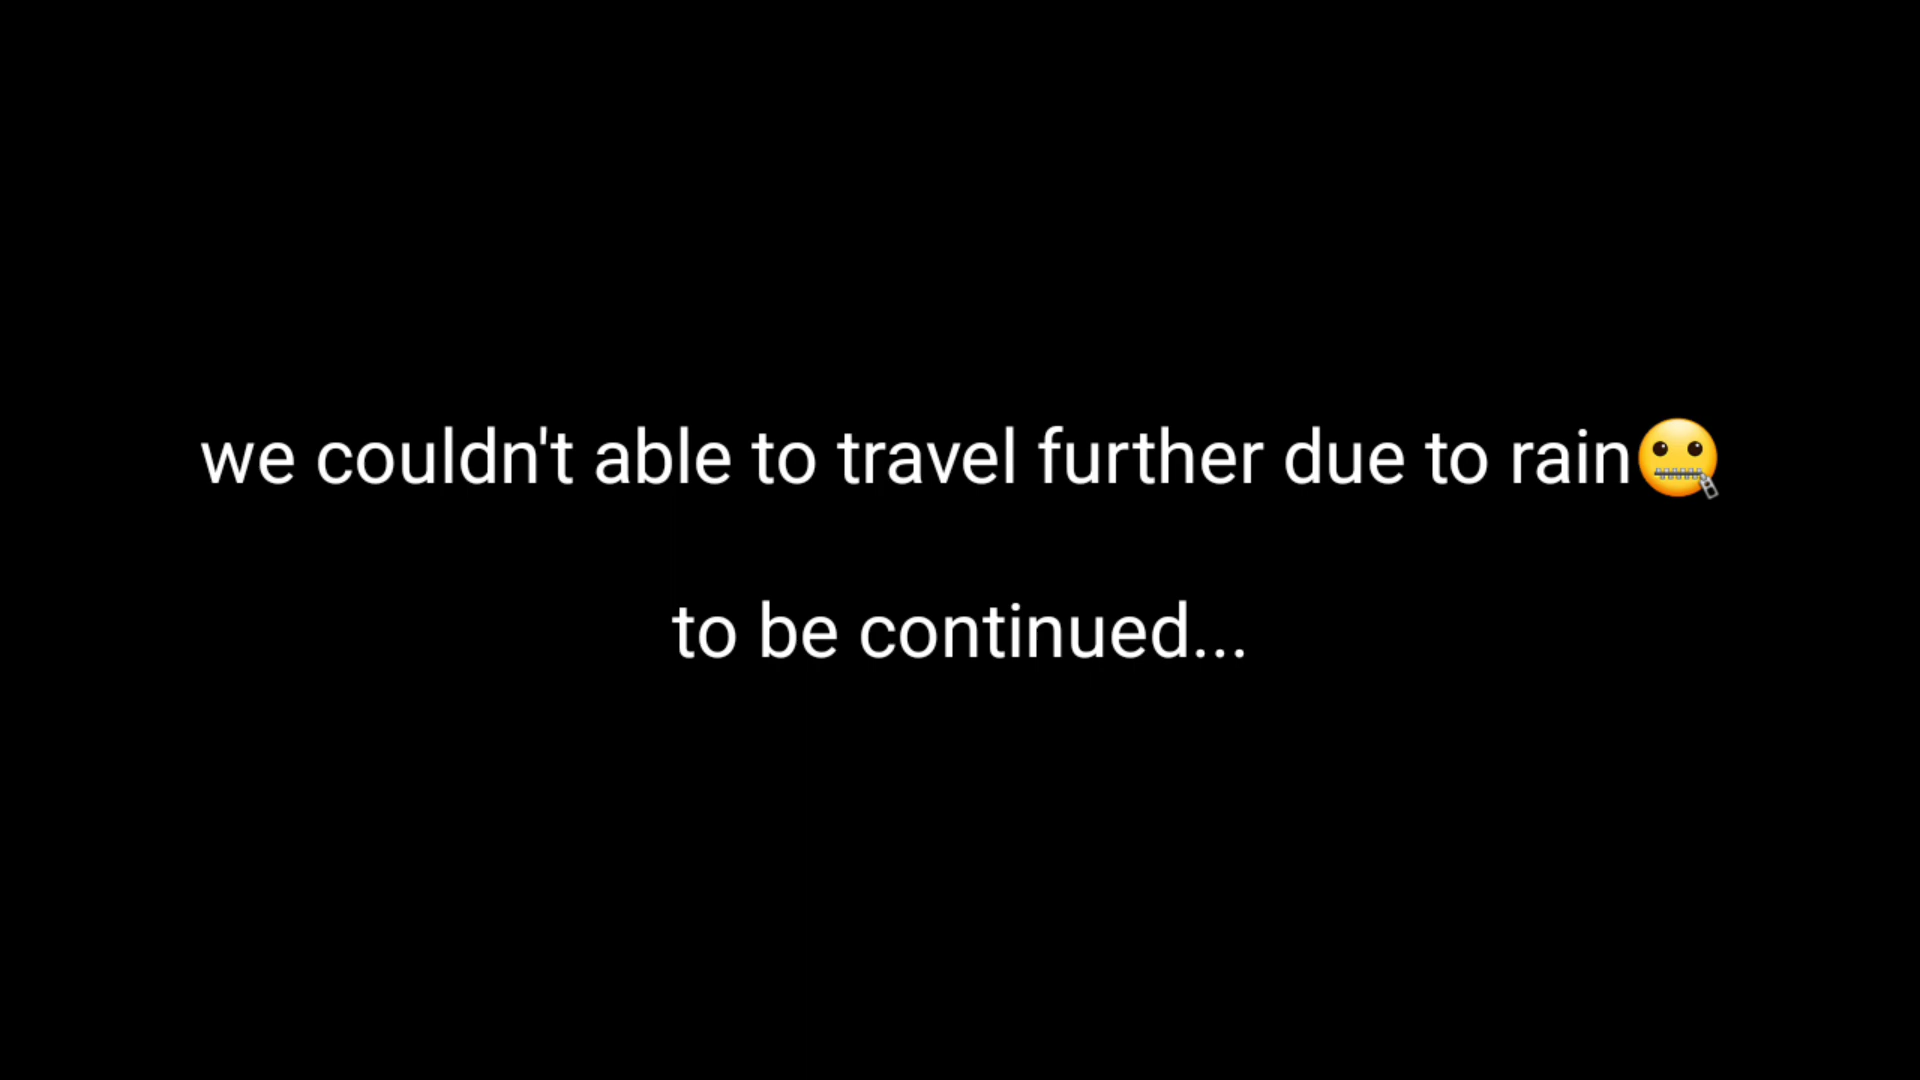 we couldn't able to travel further due to rain🤐
to be continued...